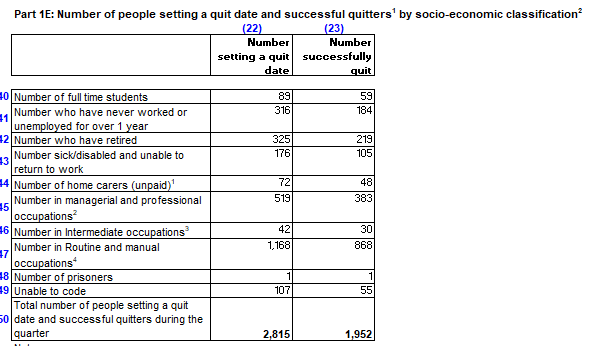 Part 1E: Number of people setting a quit date and successful quitters¹ by socio-economic classification²
(22) (23)
Number setting a quit date
Number successfully quit
40 Number of full time students 89 59
41 Number who have never worked or unemployed for over 1 year 316 184
42 Number who have retired 325 219
43 Number sick/disabled and unable to return to work 176 105
44 Number of home carers (unpaid)¹ 72 48
45 Number in managerial and professional occupations² 519 383
46 Number in Intermediate occupations³ 42 30
47 Number in Routine and manual occupations⁴ 1,168 868
48 Number of prisoners 1 1
49 Unable to code 107 55
50 Total number of people setting a quit date and successful quitters during the quarter 2,815 1,952